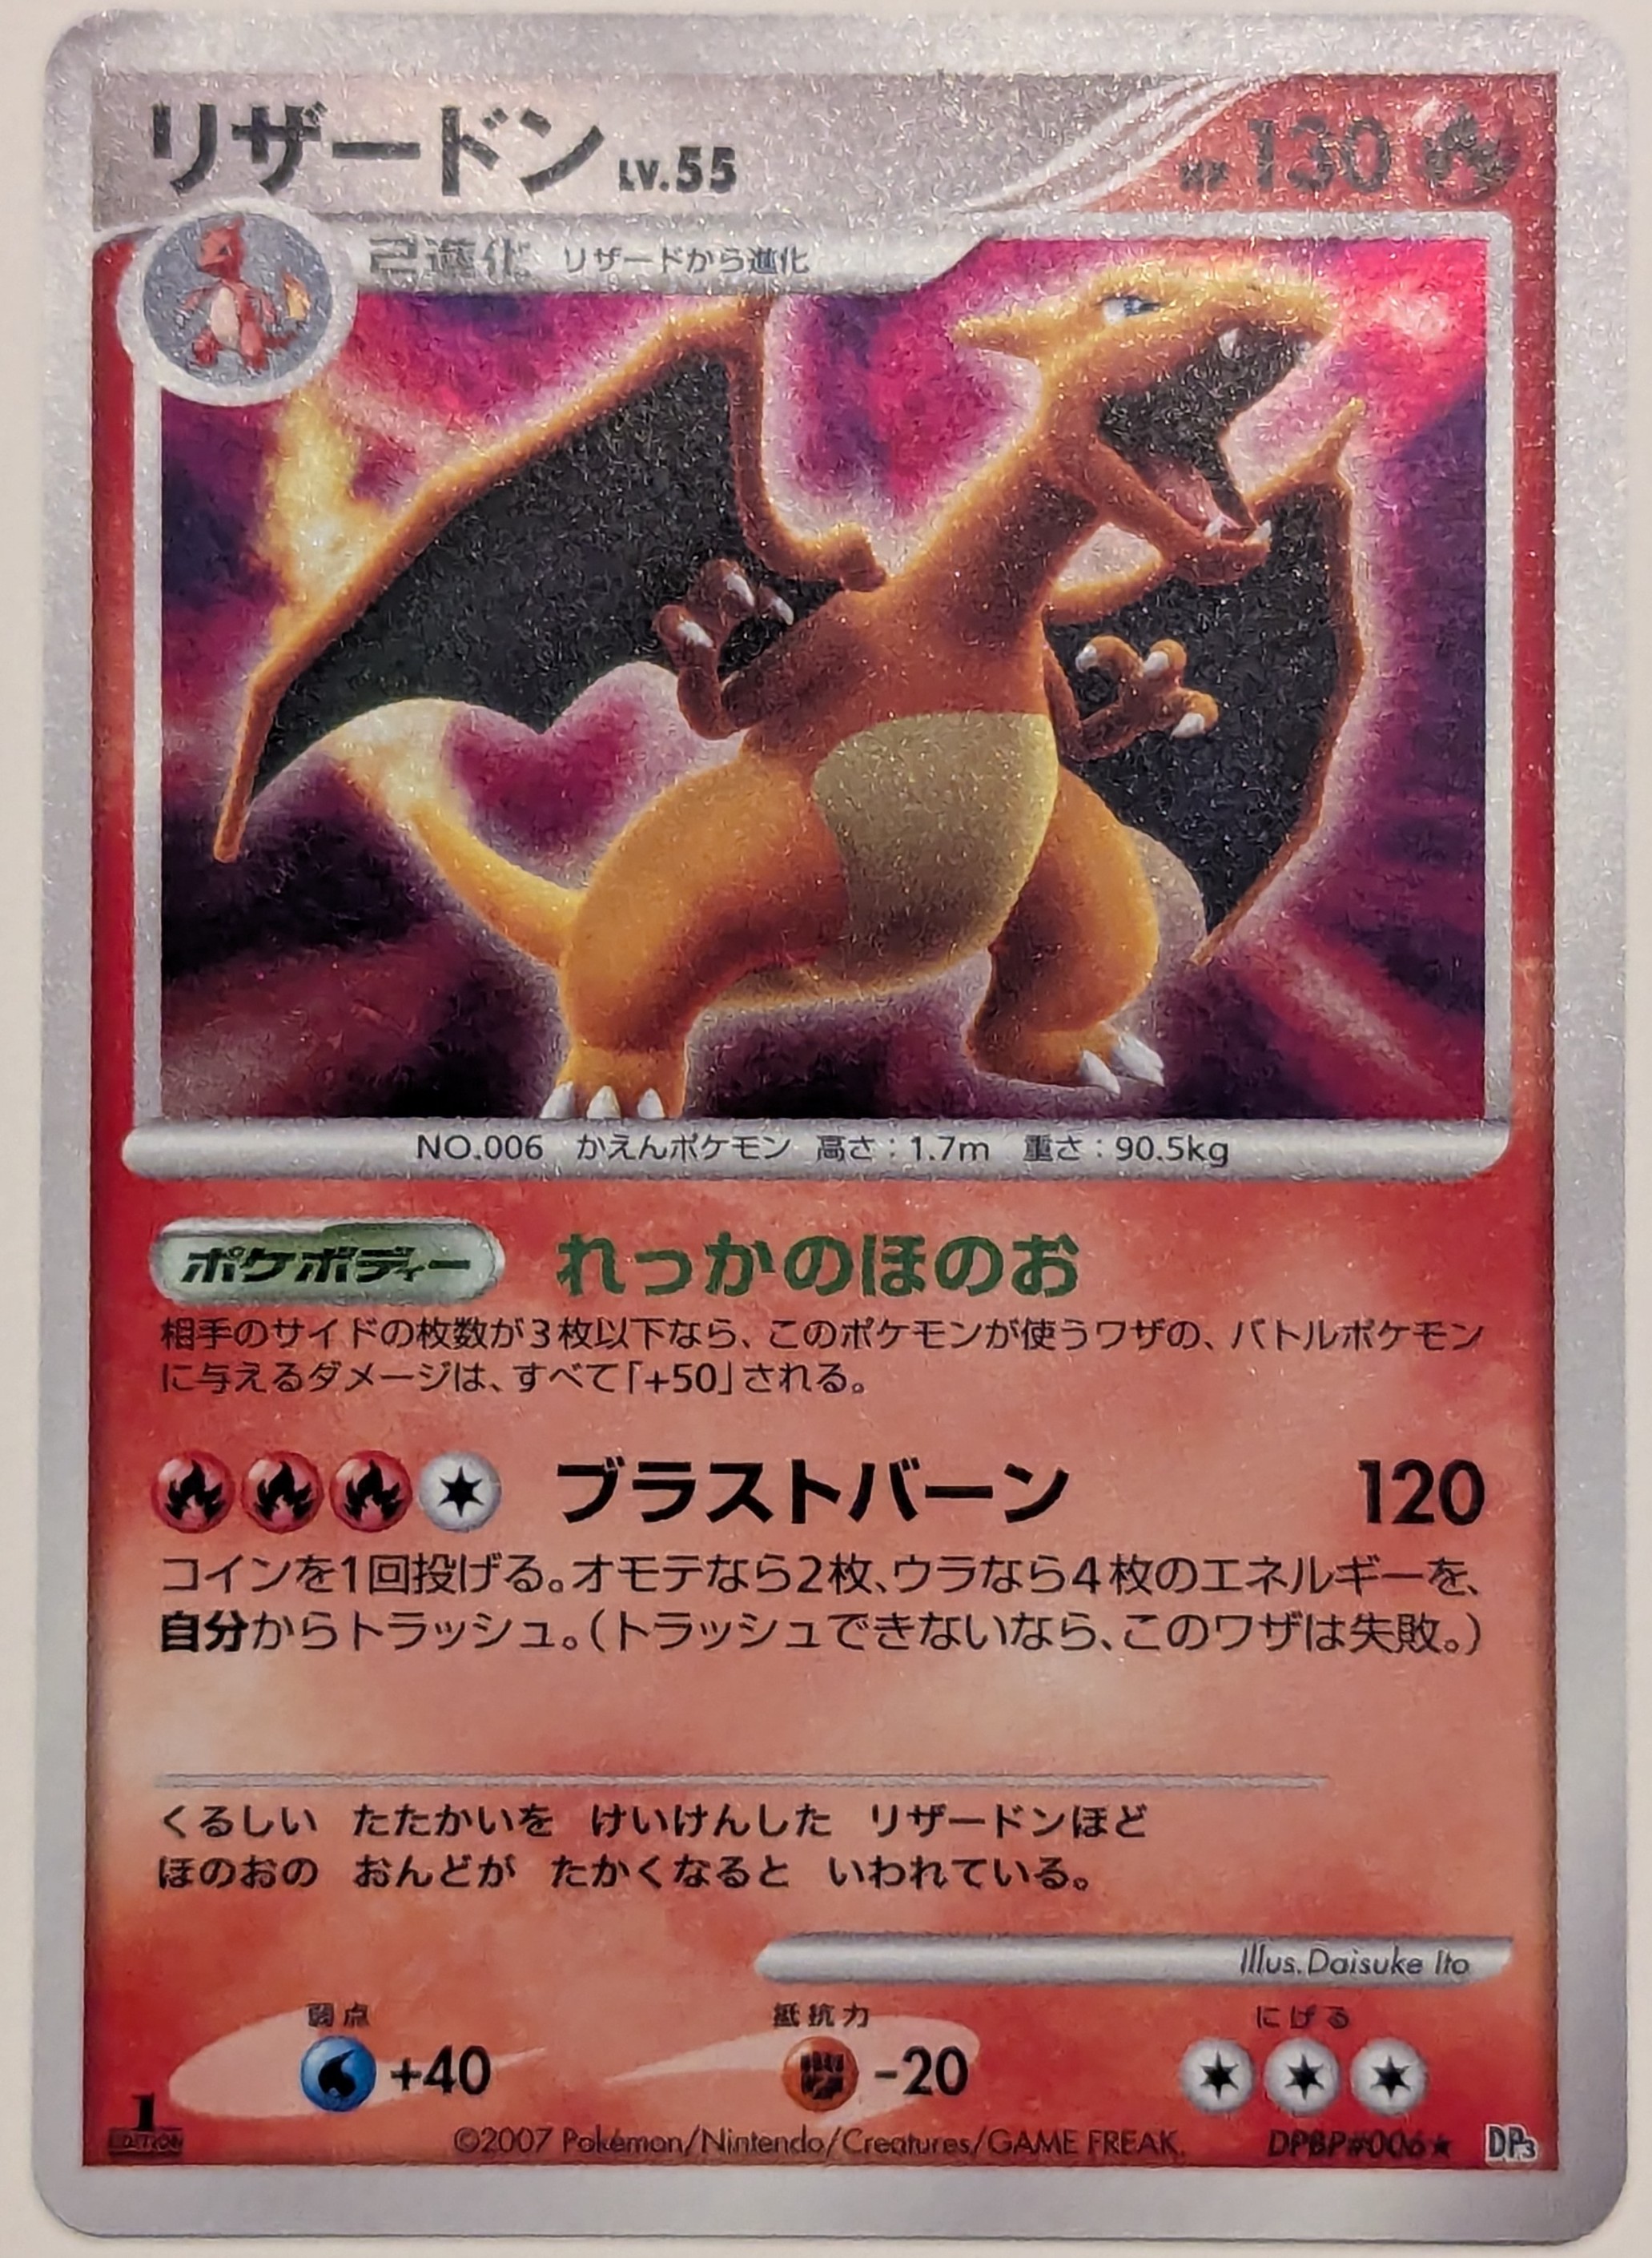 リザードン LV.55
HP 130
2進化 リザードから進化
NO.006 かえんポケモン 高さ:1.7m 重さ:90.5kg
ポケボディー れっかのほのお
相手のサイドの枚数が3枚以下なら、このポケモンが使うワザの、バトルポケモン
に与えるダメージは、すべて「+50」される。
ブラストバーン 120
コインを1回投げる。オモテなら2枚、ウラなら4枚のエネルギーを、
自分からトラッシュ。(トラッシュできないなら、このワザは失敗。)
くるしい たたかいを けいけんした リザードンほど
ほのおの おんどが たかくなると いわれている。
Illus.Daisuke Ito
弱点 抵抗力 にげる
+40 -20
1 EDITION
©2007 Pokémon/Nintendo/Creatures/GAME FREAK. DPBP#006★ DP3